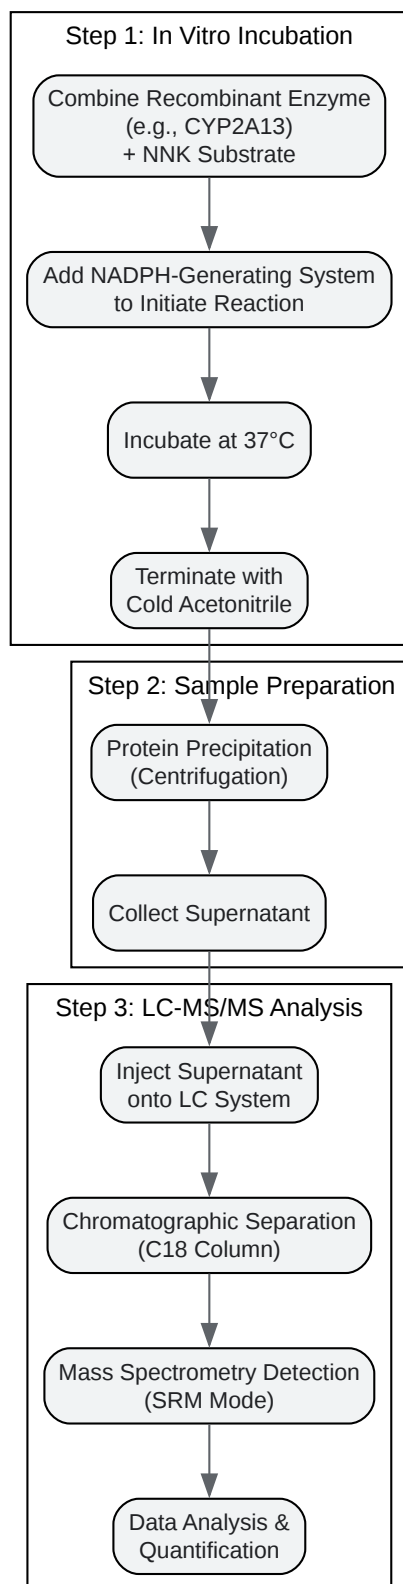 Step 1: In Vitro Incubation
Combine Recombinant Enzyme
(e.g., CYP2A13)
+ NNK Substrate
Add NADPH-Generating System
to Initiate Reaction
Incubate at 37°C
Terminate with
Cold Acetonitrile
Step 2: Sample Preparation
Protein Precipitation
(Centrifugation)
Collect Supernatant
Step 3: LC-MS/MS Analysis
Inject Supernatant
onto LC System
Chromatographic Separation
(C18 Column)
Mass Spectrometry Detection
(SRM Mode)
Data Analysis &
Quantification